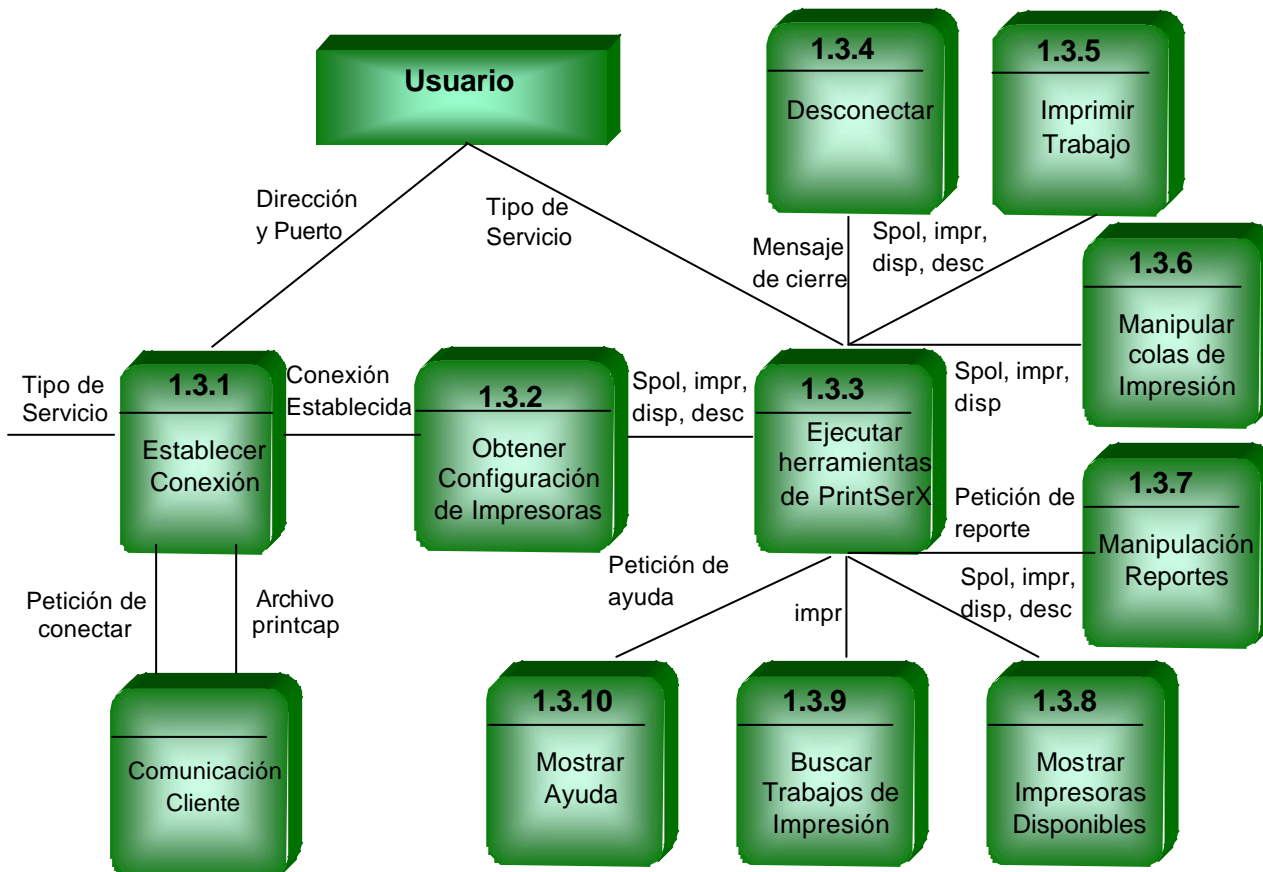 Usuario
1.3.4
Desconectar
1.3.5
Imprimir
Trabajo
Dirección
y Puerto
Tipo de
Servicio
Mensaje
de cierre
Spol, impr,
disp, desc
1.3.6
Manipular
colas de
Impresión
Tipo de
Servicio
1.3.1
Establecer
Conexión
Conexión
Establecida
1.3.2
Obtener
Configuración
de Impresoras
Spol, impr,
disp, desc
1.3.3
Ejecutar
herramientas
de PrintSerX
Spol, impr,
disp
Petición de
reporte
1.3.7
Manipulación
Reportes
Petición de
conectar
Archivo
printcap
Petición de
ayuda
impr
Spol, impr,
disp, desc
Comunicación
Cliente
1.3.10
Mostrar
Ayuda
1.3.9
Buscar
Trabajos de
Impresión
1.3.8
Mostrar
Impresoras
Disponibles